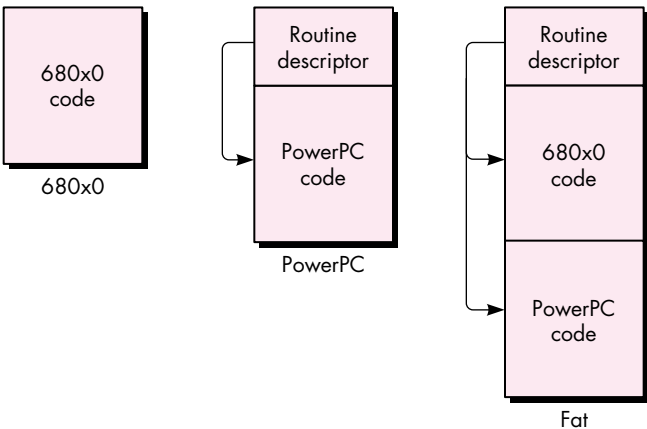 680x0
code
680x0
Routine
descriptor
PowerPC
code
PowerPC
Routine
descriptor
680x0
code
PowerPC
code
Fat